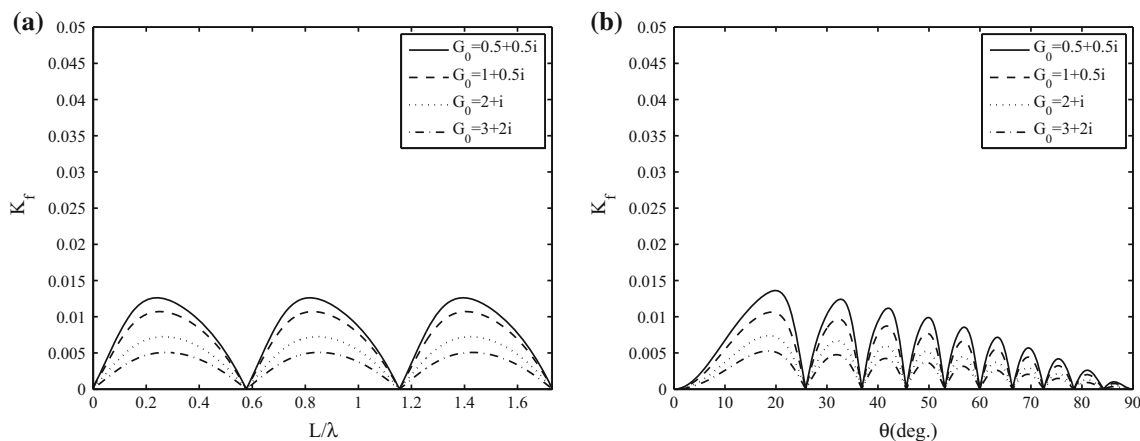 (a)
0.05
0.045
0.04
0.035
0.03
0.025
0.02
0.015
0.01
0.005
0
K_f
0 0.2 0.4 0.6 0.8 1 1.2 1.4 1.6
L/λ
G_0=0.5+0.5i
G_0=1+0.5i
G_0=2+i
G_0=3+2i
(b)
0.05
0.045
0.04
0.035
0.03
0.025
0.02
0.015
0.01
0.005
0
K_f
0 10 20 30 40 50 60 70 80 90
θ(deg.)
G_0=0.5+0.5i
G_0=1+0.5i
G_0=2+i
G_0=3+2i